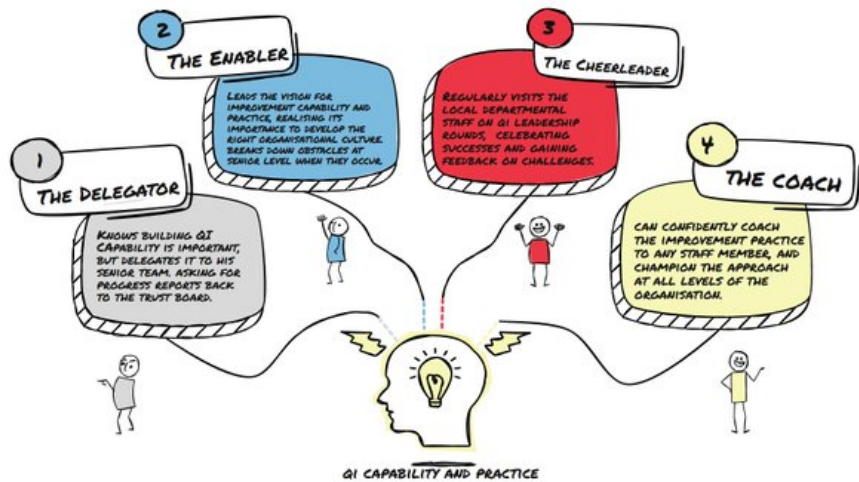 1
THE DELEGATOR
KNOWS BUILDING QI
CAPABILITY IS IMPORTANT,
BUT DELEGATES IT TO HIS
SENIOR TEAM. ASKING FOR
PROGRESS REPORTS BACK
TO THE TRUST BOARD.
2
THE ENABLER
LEADS THE VISION FOR
IMPROVEMENT CAPABILITY AND
PRACTICE, REALISING ITS
IMPORTANCE TO DEVELOP THE
RIGHT ORGANISATIONAL CULTURE.
BREAKS DOWN OBSTACLES AT
SENIOR LEVEL WHEN THEY OCCUR.
3
THE CHEERLEADER
REGULARLY VISITS THE
LOCAL DEPARTMENTAL
STAFF ON QI LEADERSHIP
ROUNDS, CELEBRATING
SUCCESSES AND GAINING
FEEDBACK ON CHALLENGES.
4
THE COACH
CAN CONFIDENTLY COACH
THE IMPROVEMENT PRACTICE
TO ANY STAFF MEMBER, AND
CHAMPION THE APPROACH
AT ALL LEVELS OF THE
ORGANISATION.
QI CAPABILITY AND PRACTICE